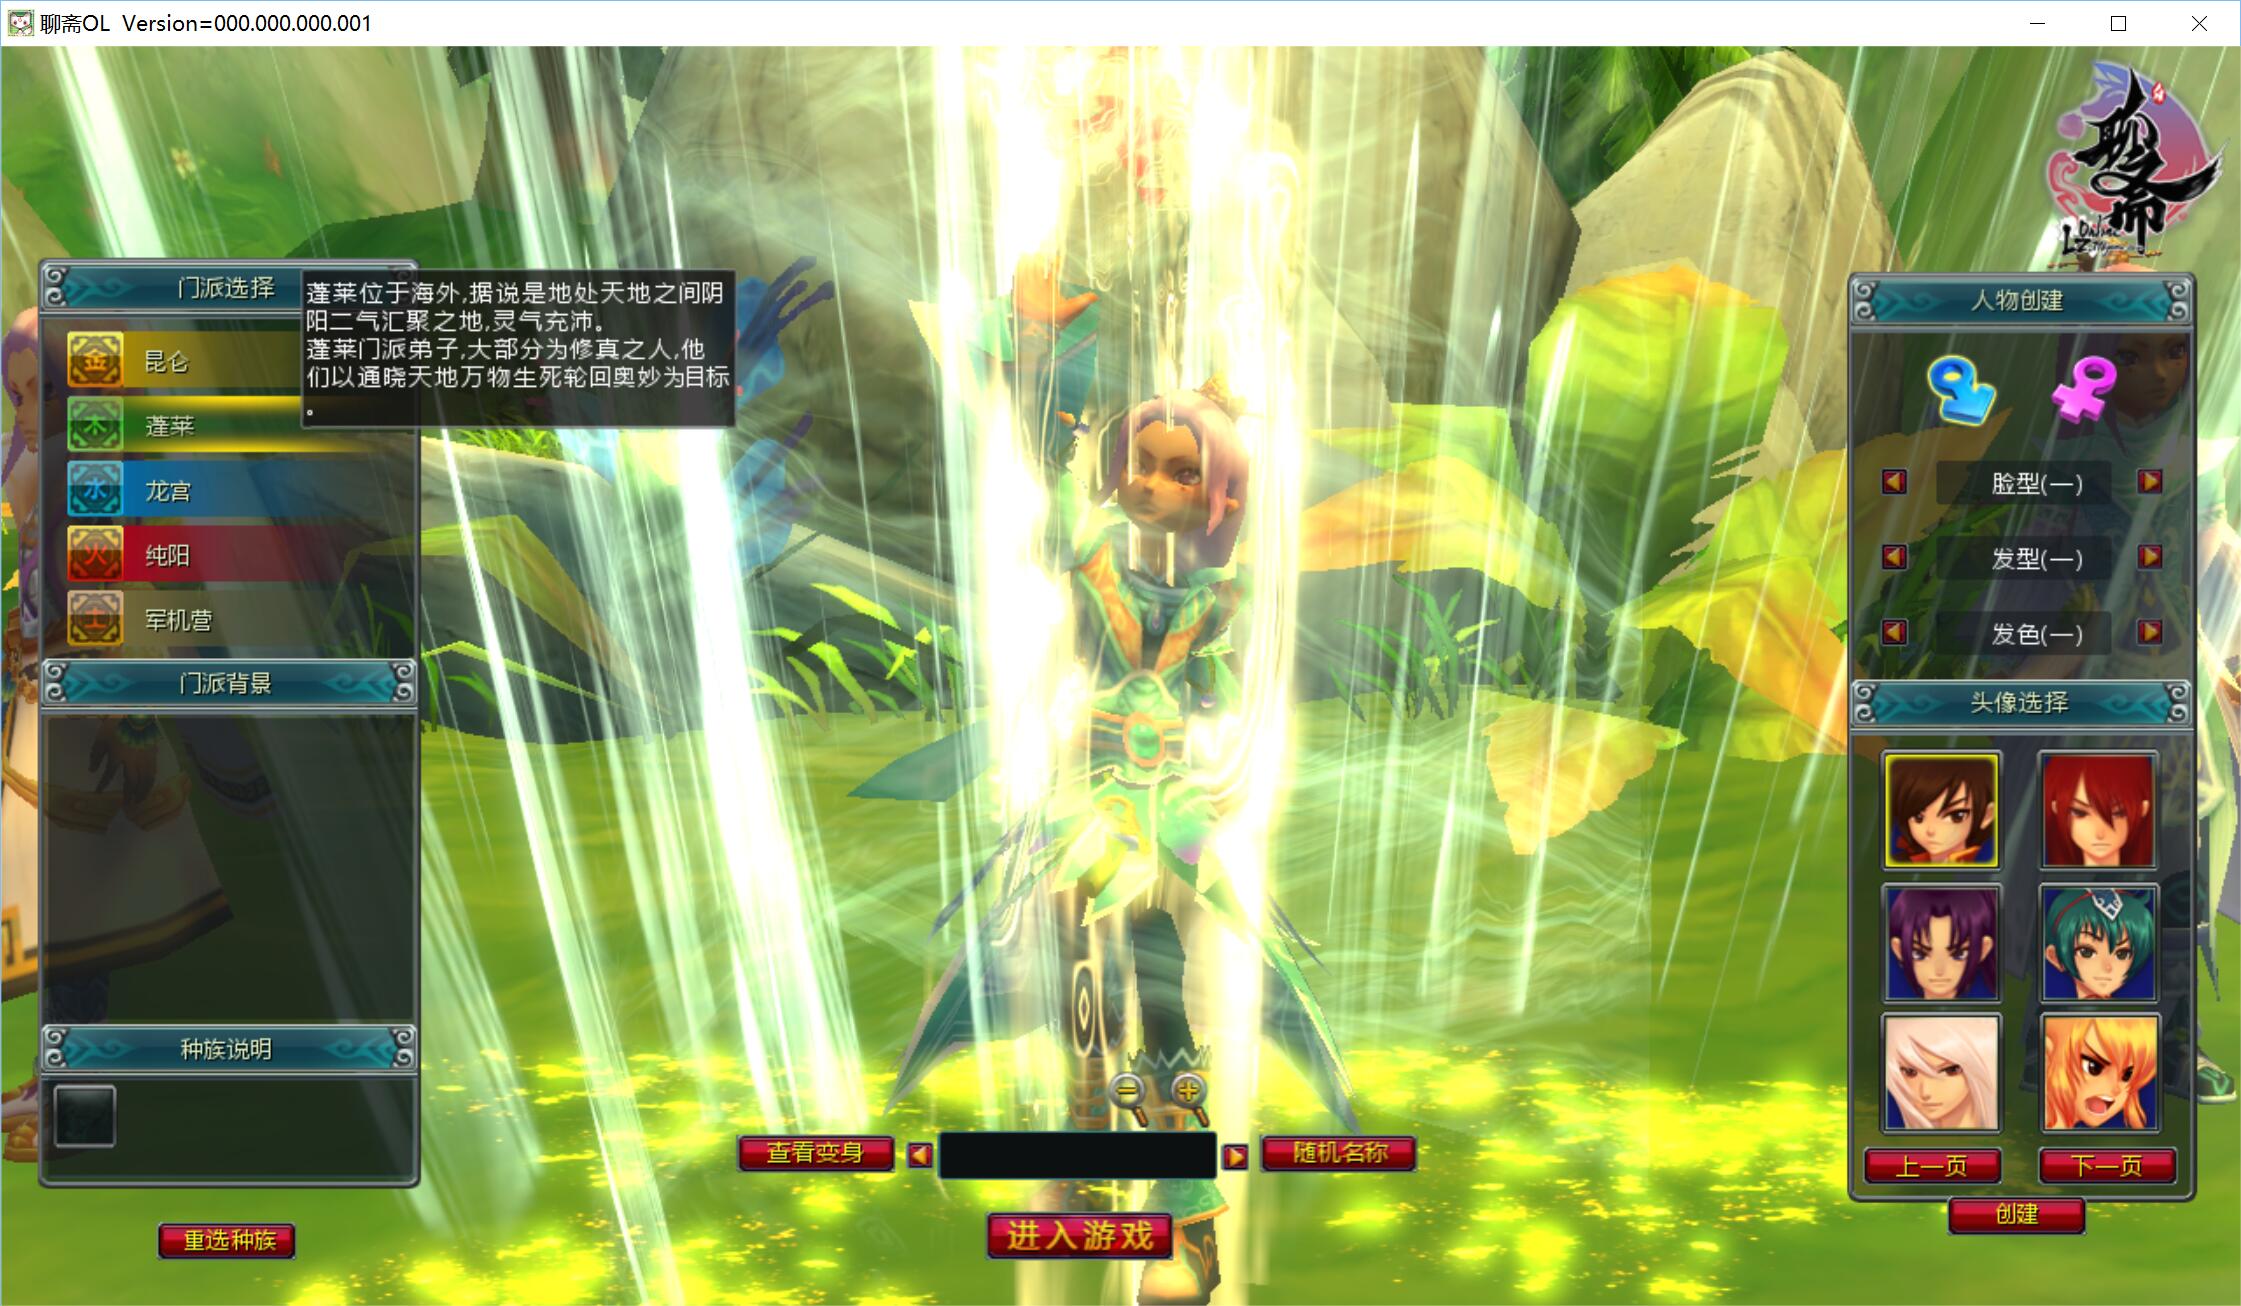 聊斋OL Version=000.000.000.001
聊斋
Online
门派选择
蓬莱位于海外,据说是地处天地之间阴
阳二气汇聚之地,灵气充沛。
蓬莱门派弟子,大部分为修真之人,他
们以通晓天地万物生死轮回奥妙为目标
。
金 昆仑
木 蓬莱
水 龙宫
火 纯阳
土 军机营
门派背景
种族说明
重选种族
查看变身
随机名称
进入游戏
人物创建
脸型(一)
发型(一)
发色(一)
头像选择
上一页
下一页
创建